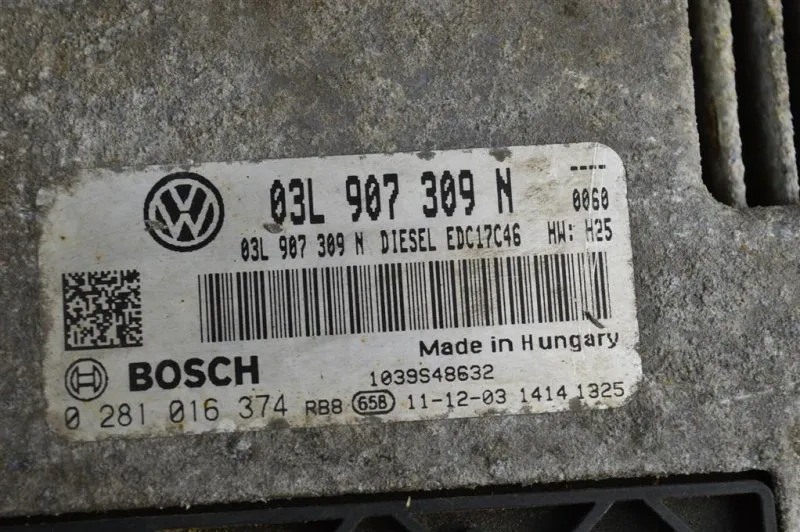 03L 907 309 N ----
0060
03L 907 309 N DIESEL EDC17C46 HW: H25
Made in Hungary
BOSCH 1039S48632
0 281 016 374 RB8 65B 11-12-03 1414 1325